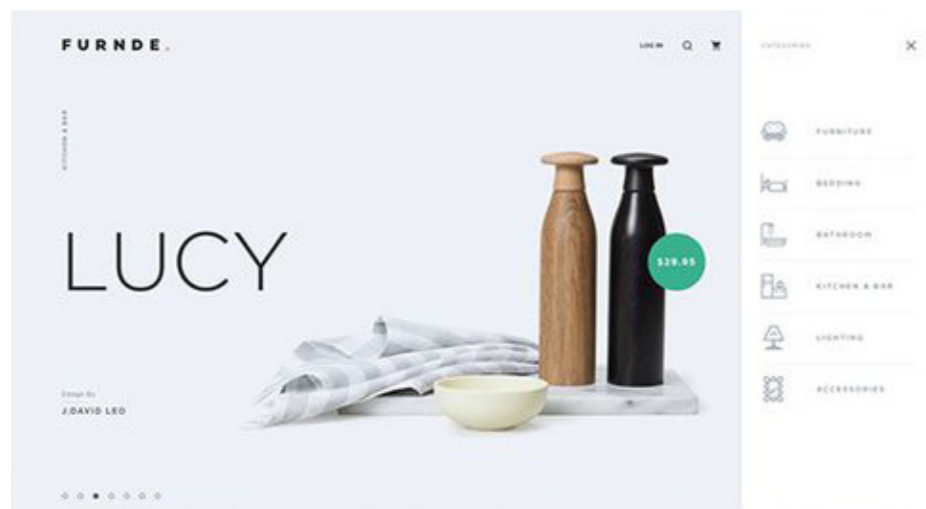 FURNDE.
LOG IN
CATEGORIES
KITCHEN & BAR
LUCY
$29.95
Design By
J.DAVID LEO
FURNITURE
BEDDING
BATHROOM
KITCHEN & BAR
LIGHTING
ACCESSORIES